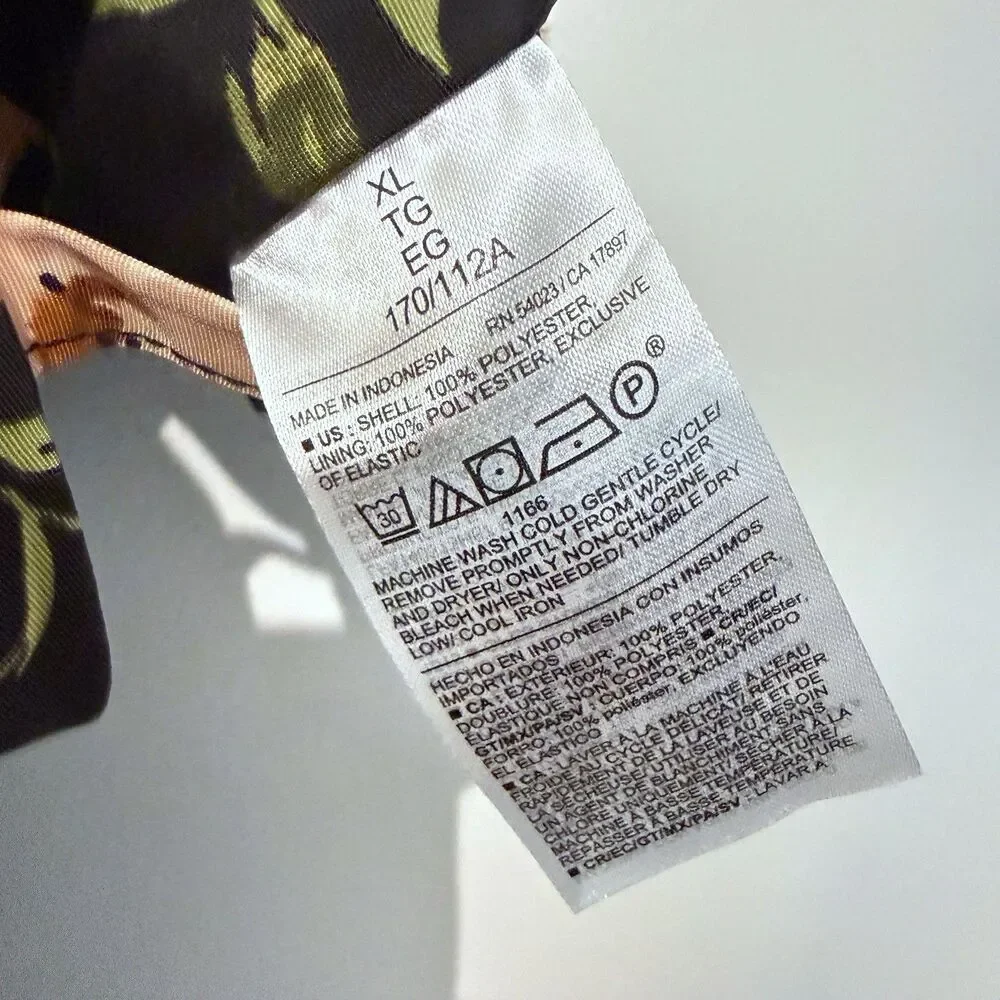 XL
TG
EG
170/112A
RN 54023 / CA 17897
MADE IN INDONESIA
■ US : SHELL: 100% POLYESTER,
LINING: 100% POLYESTER, EXCLUSIVE
OF ELASTIC
30
P
®
1166
MACHINE WASH COLD GENTLE CYCLE/
REMOVE PROMPTLY FROM WASHER
AND DRYER/ ONLY NON-CHLORINE
BLEACH WHEN NEEDED/ TUMBLE DRY
LOW/ COOL IRON
HECHO EN INDONESIA CON INSUMOS
IMPORTADOS
■ CA : EXTÉRIEUR: 100% POLYESTER,
DOUBLURE: 100% POLYESTER,
ÉLASTIQUE NON COMPRIS ■ CR/EC/
GT/MX/PA/SV : CUERPO: 100% poliéster,
FORRO: 100% poliéster, EXCLUYENDO
EL ELÁSTICO
■ CA : LAVER À LA MACHINE À L'EAU
FROIDE AU CYCLE DÉLICAT/ RETIRER
RAPIDEMENT DE LA LAVEUSE ET DE
LA SÉCHEUSE/ UTILISER AU BESOIN
UN AGENT DE BLANCHIMENT SANS
CHLORE UNIQUEMENT/ SÉCHER À LA
MACHINE À BASSE TEMPÉRATURE/
REPASSER À BASSE TEMPÉRATURE
■ CR/EC/GT/MX/PA/SV : LAVAR A